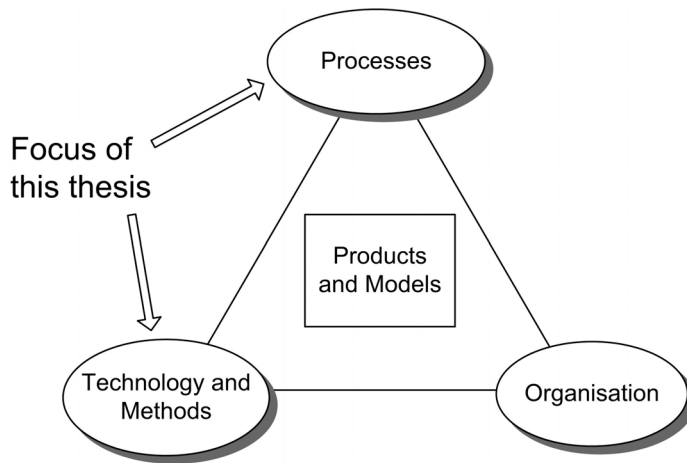 Processes
Focus of
this thesis
Products
and Models
Technology and
Methods
Organisation